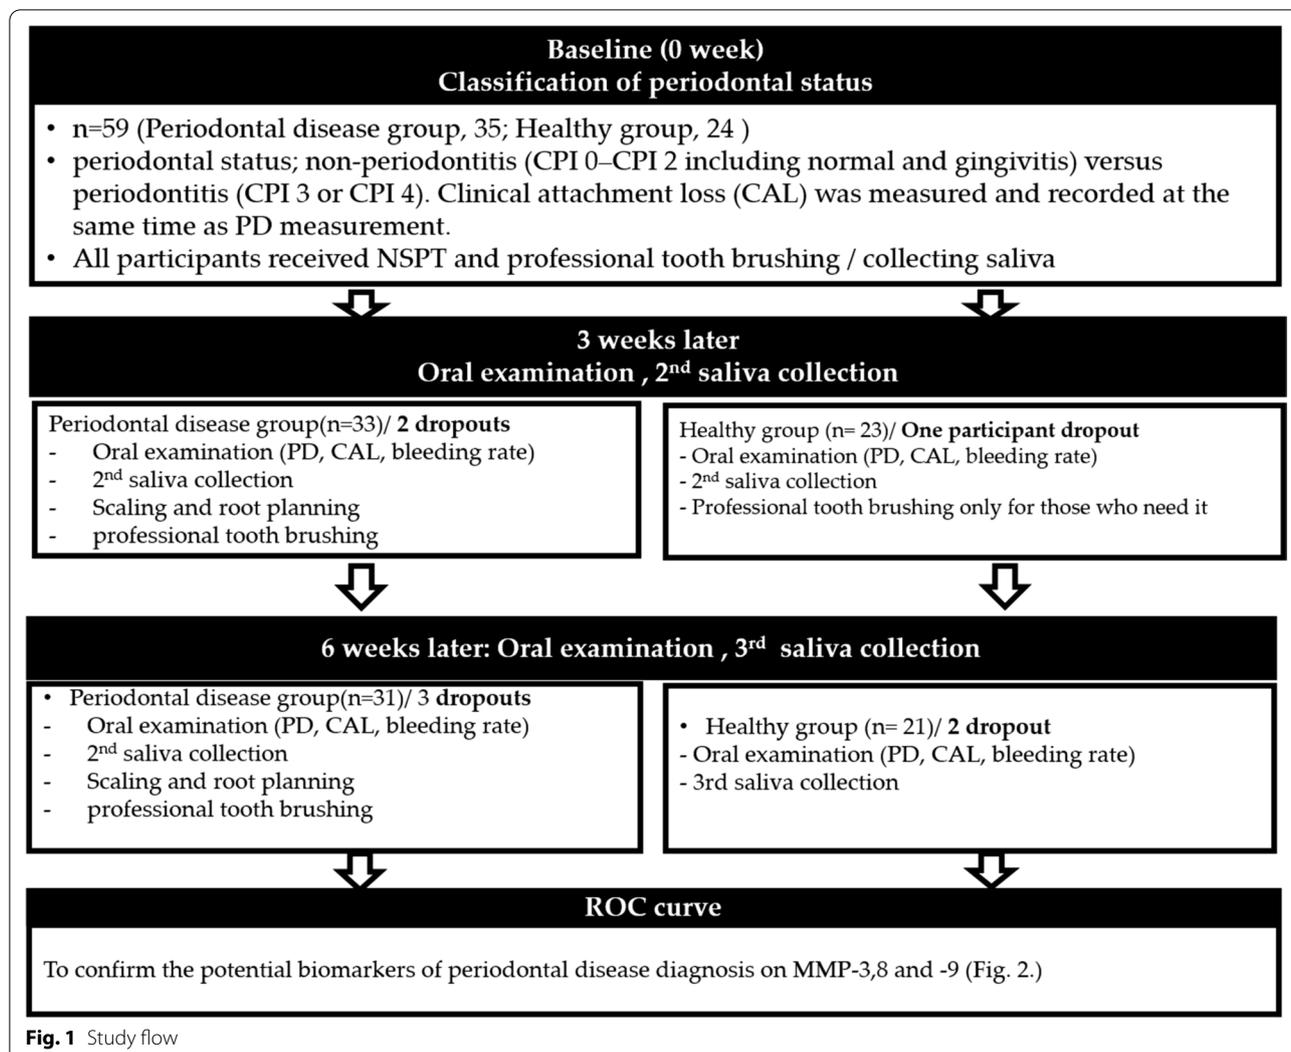 Baseline (0 week)
Classification of periodontal status
• n=59 (Periodontal disease group, 35; Healthy group, 24 )
• periodontal status; non-periodontitis (CPI 0–CPI 2 including normal and gingivitis) versus
periodontitis (CPI 3 or CPI 4). Clinical attachment loss (CAL) was measured and recorded at the
same time as PD measurement.
• All participants received NSPT and professional tooth brushing / collecting saliva
3 weeks later
Oral examination , 2nd saliva collection
Periodontal disease group(n=33)/ 2 dropouts
- Oral examination (PD, CAL, bleeding rate)
- 2nd saliva collection
- Scaling and root planning
- professional tooth brushing
Healthy group (n= 23)/ One participant dropout
- Oral examination (PD, CAL, bleeding rate)
- 2nd saliva collection
- Professional tooth brushing only for those who need it
6 weeks later: Oral examination , 3rd saliva collection
• Periodontal disease group(n=31)/ 3 dropouts
- Oral examination (PD, CAL, bleeding rate)
- 2nd saliva collection
- Scaling and root planning
- professional tooth brushing
• Healthy group (n= 21)/ 2 dropout
- Oral examination (PD, CAL, bleeding rate)
- 3rd saliva collection
ROC curve
To confirm the potential biomarkers of periodontal disease diagnosis on MMP-3,8 and -9 (Fig. 2.)
Fig. 1 Study flow